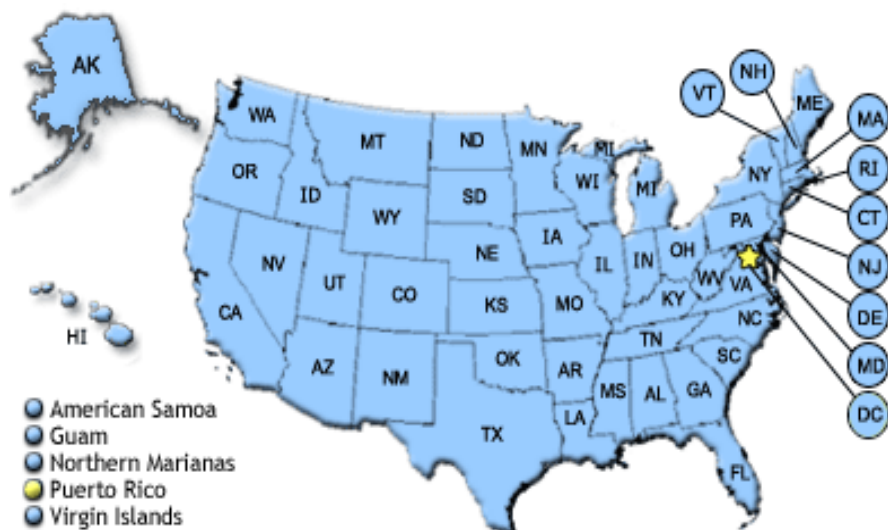 AK
NH
VT
ME
MA
WA
MT
ND
MN
MI
RI
OR
ID
SD
WI
MI
NY
CT
WY
IA
PA
NJ
NV
UT
NE
IL
IN
OH
WV
VA
CA
CO
KS
MO
KY
DE
NC
HI
AZ
NM
OK
AR
TN
SC
MD
MS
AL
GA
DC
TX
LA
FL
American Samoa
Guam
Northern Marianas
Puerto Rico
Virgin Islands